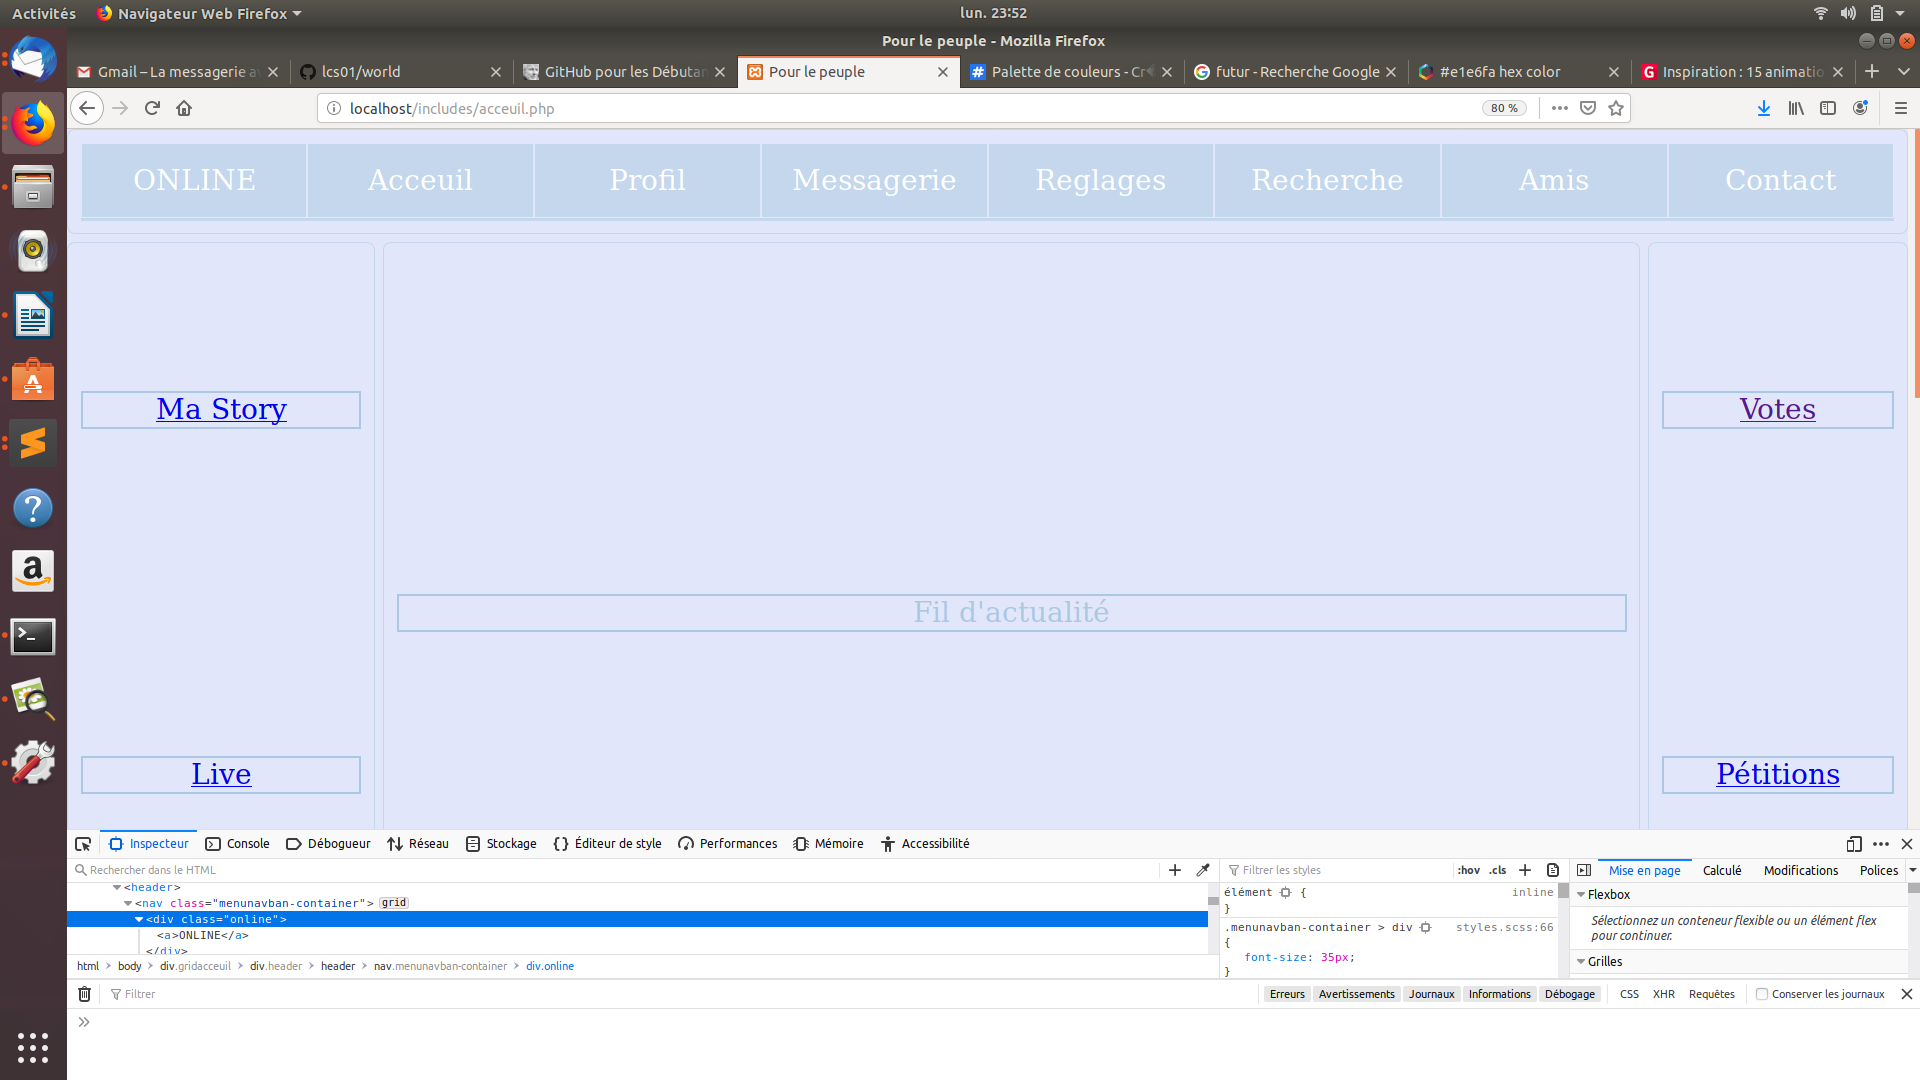 Activités Navigateur Web Firefox lun. 23:52
Pour le peuple - Mozilla Firefox
Gmail – La messagerie a lcs01/world GitHub pour les Débutan Pour le peuple Palette de couleurs - Cr futur - Recherche Google #e1e6fa hex color Inspiration : 15 animatio
localhost/includes/acceuil.php 80 %
ONLINE Acceuil Profil Messagerie Reglages Recherche Amis Contact
Ma Story Votes
Fil d'actualité
Live Pétitions
Inspecteur Console Débogueur Réseau Stockage Éditeur de style Performances Mémoire Accessibilité
Rechercher dans le HTML Filtrer les styles :hov .cls Mise en page Calculé Modifications Polices
<header> élément { inline Flexbox
<nav class="menunavban-container"> grid }
<div class="online"> .menunavban-container > div styles.scss:66 Sélectionnez un conteneur flexible ou un élément flex
<a>ONLINE</a> { pour continuer.
</div> font-size: 35px; Grilles
html body div.gridacceuil div.header header nav.menunavban-container div.online }
Filtrer Erreurs Avertissements Journaux Informations Débogage CSS XHR Requêtes Conserver les journaux